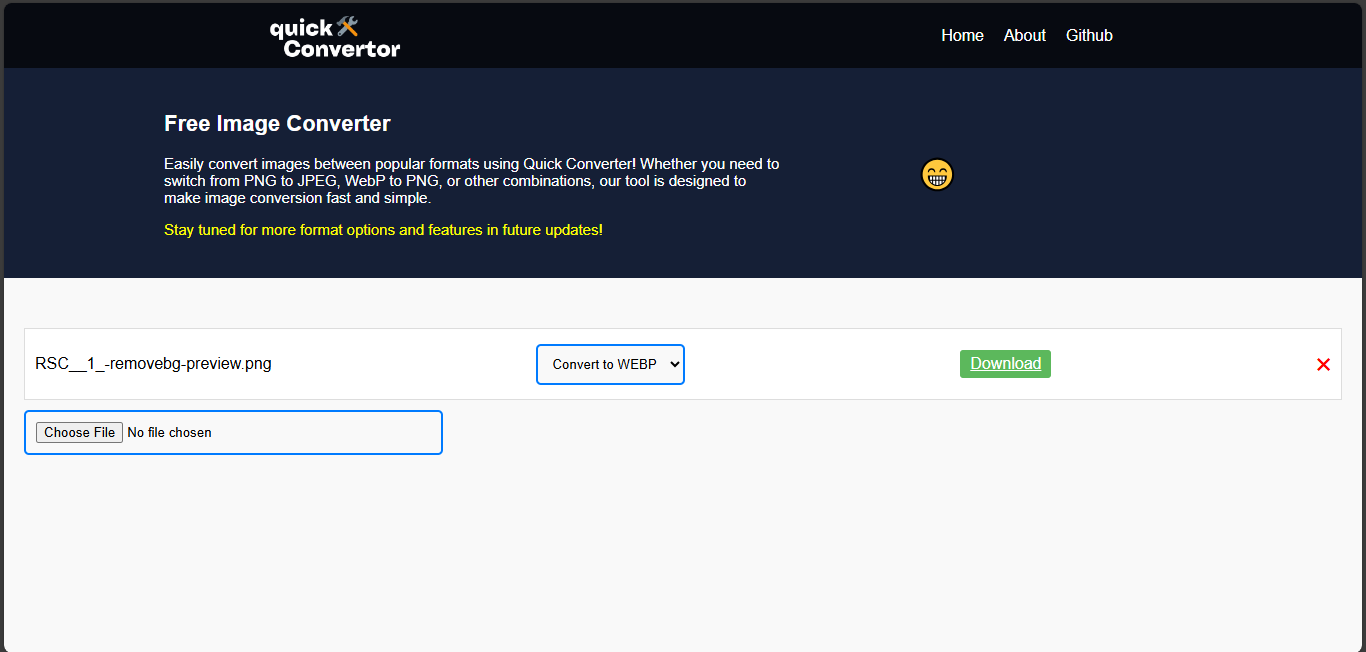 quick
Convertor
Home About Github
Free Image Converter
Easily convert images between popular formats using Quick Converter! Whether you need to
switch from PNG to JPEG, WebP to PNG, or other combinations, our tool is designed to
make image conversion fast and simple.
Stay tuned for more format options and features in future updates!
RSC__1_-removebg-preview.png Convert to WEBP Download
Choose File No file chosen